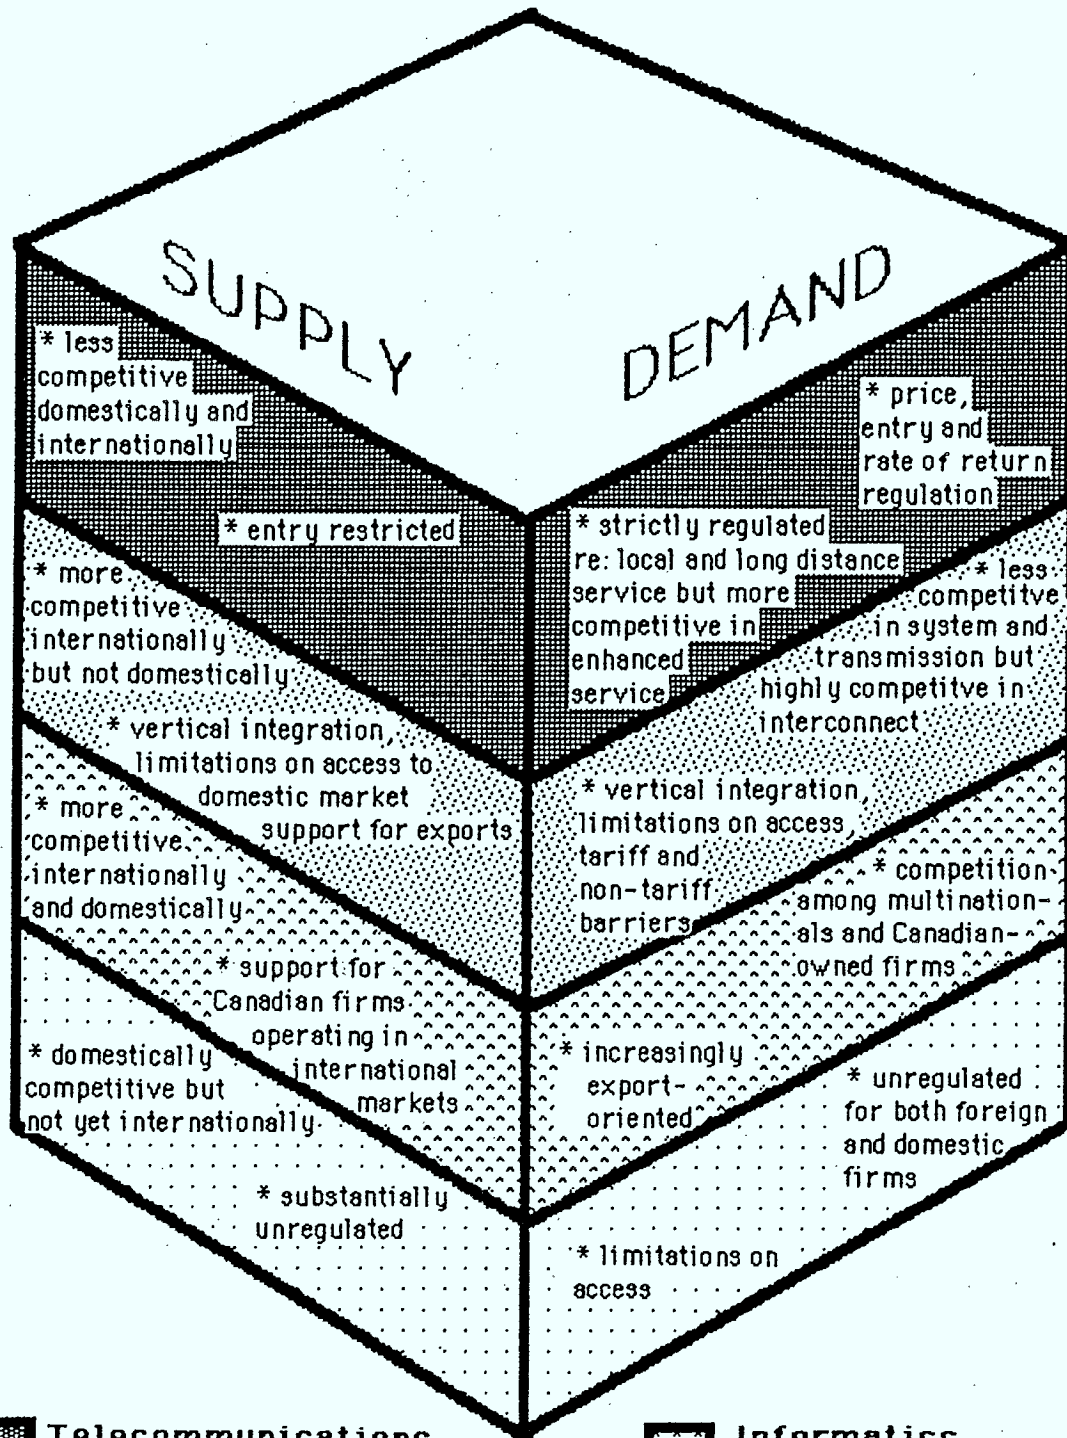 SUPPLY
DEMAND
* less
competitive
domestically and
internationally
* entry restricted
* price,
entry and
rate of return
regulation
* strictly regulated
re: local and long distance
service but more
competitive in
enhanced
service
* more
competitive
internationally
but not domestically
* vertical integration,
limitations on access to
domestic market
support for exports
* less
competitve
in system and
transmission but
highly competitve in
interconnect
* vertical integration,
limitations on access,
tariff and
non-tariff
barriers
* more
competitive
internationally
and domestically
* support for
Canadian firms
operating in
international
markets
* competition
among multination-
als and Canadian-
owned firms
* increasingly
export-
oriented
* domestically
competitive but
not yet internationally
* substantially
unregulated
* unregulated
for both foreign
and domestic
firms
* limitations on
access
Telecommunications
Informatics